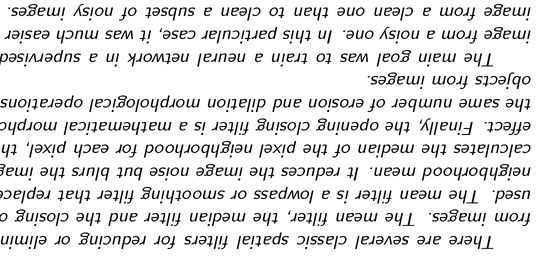 There are several classic spatial filters for reducing or elimin
from images. The mean filter, the median filter and the closing o
used. The mean filter is a lowpass or smoothing filter that replace
neighborhood mean. It reduces the image noise but blurs the imag
calculates the median of the pixel neighborhood for each pixel, th
effect. Finally, the opening closing filter is a mathematical morpho
the same number of erosion and dilation morphological operations
objects from images.
The main goal was to train a neural network in a supervised
image from a noisy one. In this particular case, it was much easier
image from a clean one than to clean a subset of noisy images.